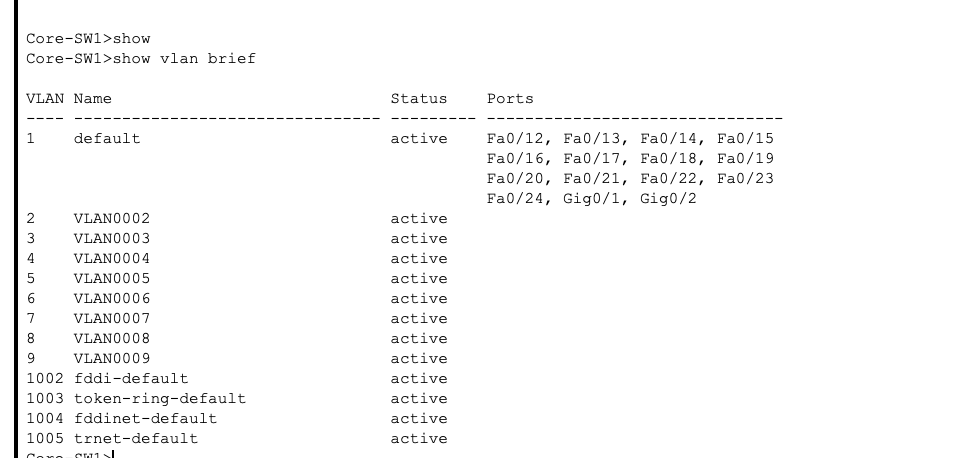 Core-SW1>show
Core-SW1>show vlan brief
VLAN Name                             Status    Ports
---- -------------------------------- --------- -------------------------------
1    default                          active    Fa0/12, Fa0/13, Fa0/14, Fa0/15
                                                Fa0/16, Fa0/17, Fa0/18, Fa0/19
                                                Fa0/20, Fa0/21, Fa0/22, Fa0/23
                                                Fa0/24, Gig0/1, Gig0/2
2    VLAN0002                         active
3    VLAN0003                         active
4    VLAN0004                         active
5    VLAN0005                         active
6    VLAN0006                         active
7    VLAN0007                         active
8    VLAN0008                         active
9    VLAN0009                         active
1002 fddi-default                     active
1003 token-ring-default               active
1004 fddinet-default                  active
1005 trnet-default                    active
Core-SW1>